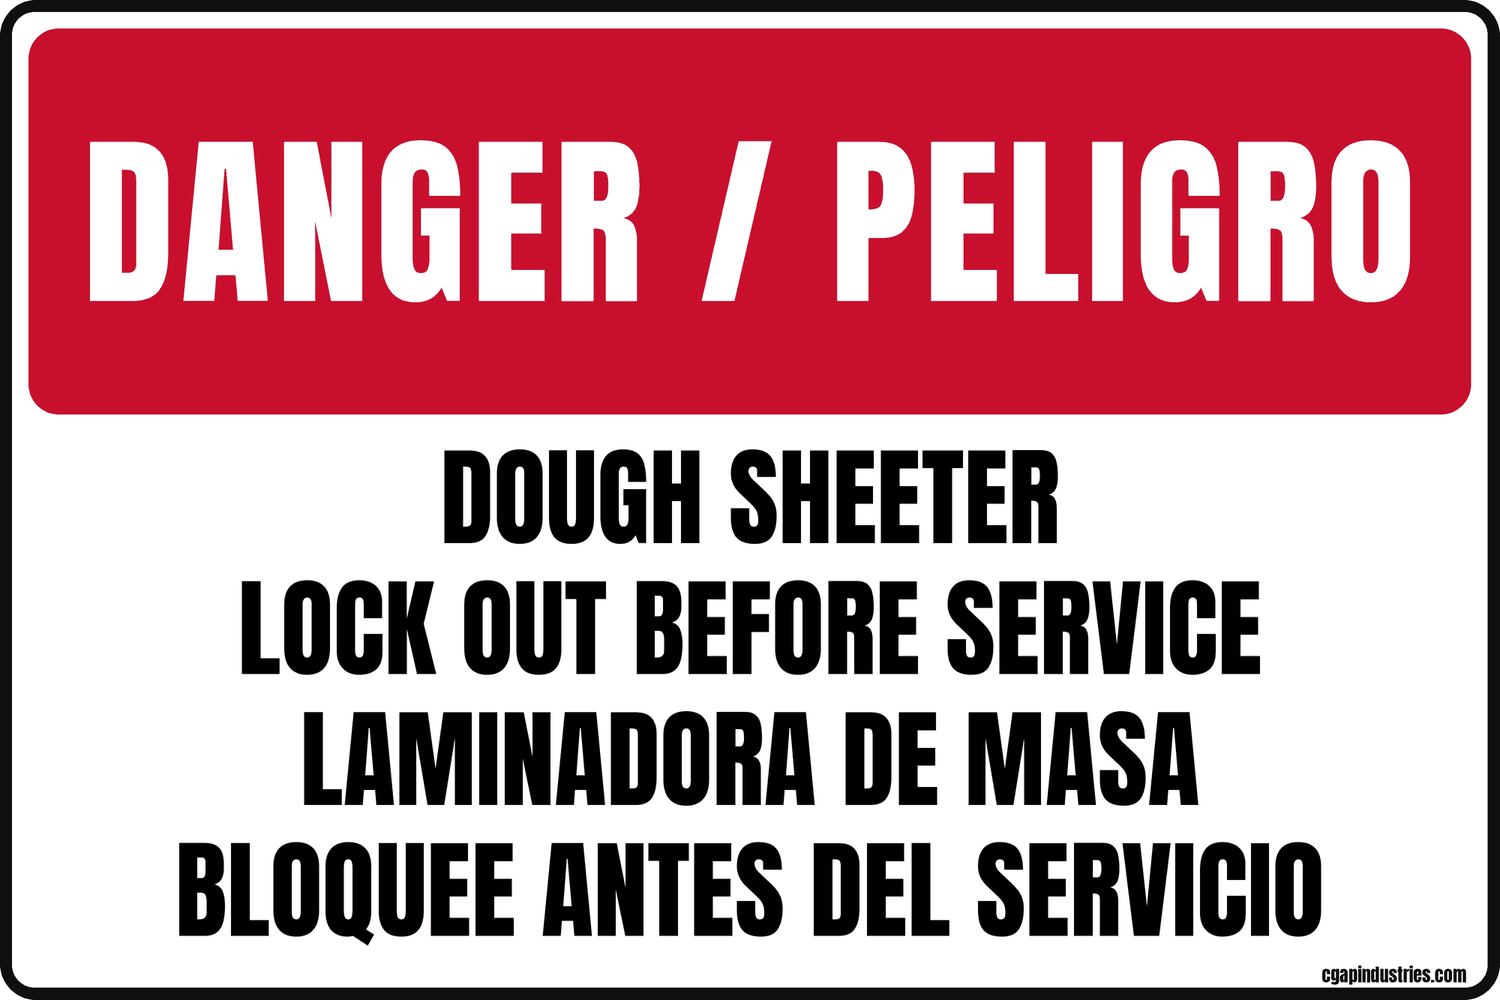 DANGER / PELIGRO
DOUGH SHEETER
LOCK OUT BEFORE SERVICE
LAMINADORA DE MASA
BLOQUEE ANTES DEL SERVICIO
cgapindustries.com